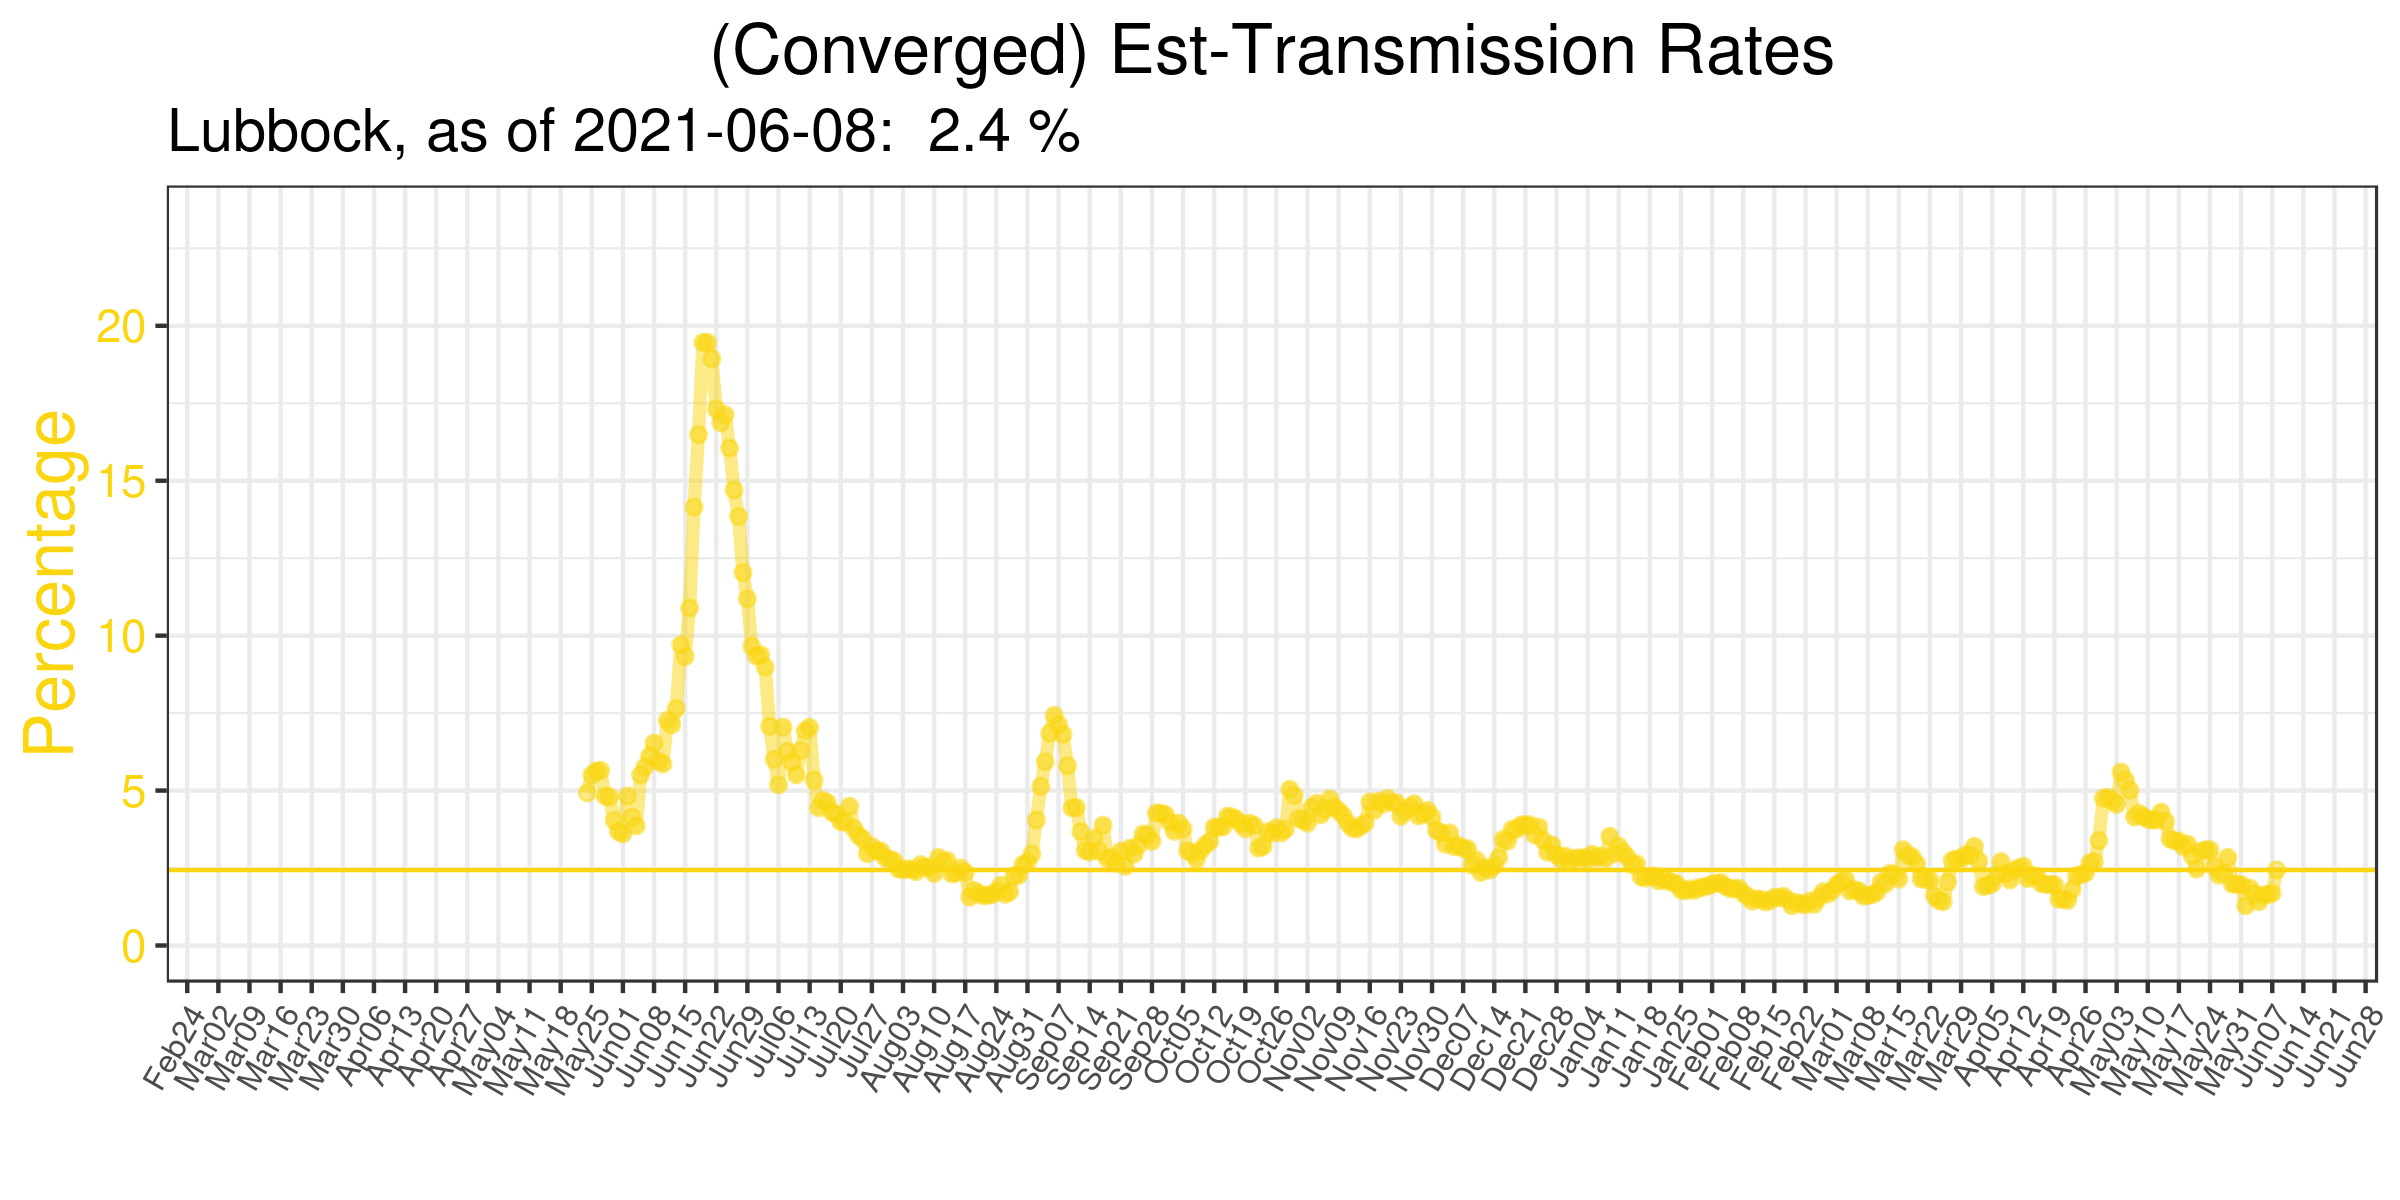 (Converged) Est-Transmission Rates
Lubbock, as of 2021-06-08:  2.4 %
Percentage
20
15
10
5
0
Feb24
Mar02
Mar09
Mar16
Mar23
Mar30
Apr06
Apr13
Apr20
Apr27
May04
May11
May18
May25
Jun01
Jun08
Jun15
Jun22
Jun29
Jul06
Jul13
Jul20
Jul27
Aug03
Aug10
Aug17
Aug24
Aug31
Sep07
Sep14
Sep21
Sep28
Oct05
Oct12
Oct19
Oct26
Nov02
Nov09
Nov16
Nov23
Nov30
Dec07
Dec14
Dec21
Dec28
Jan04
Jan11
Jan18
Jan25
Feb01
Feb08
Feb15
Feb22
Mar01
Mar08
Mar15
Mar22
Mar29
Apr05
Apr12
Apr19
Apr26
May03
May10
May17
May24
May31
Jun07
Jun14
Jun21
Jun28